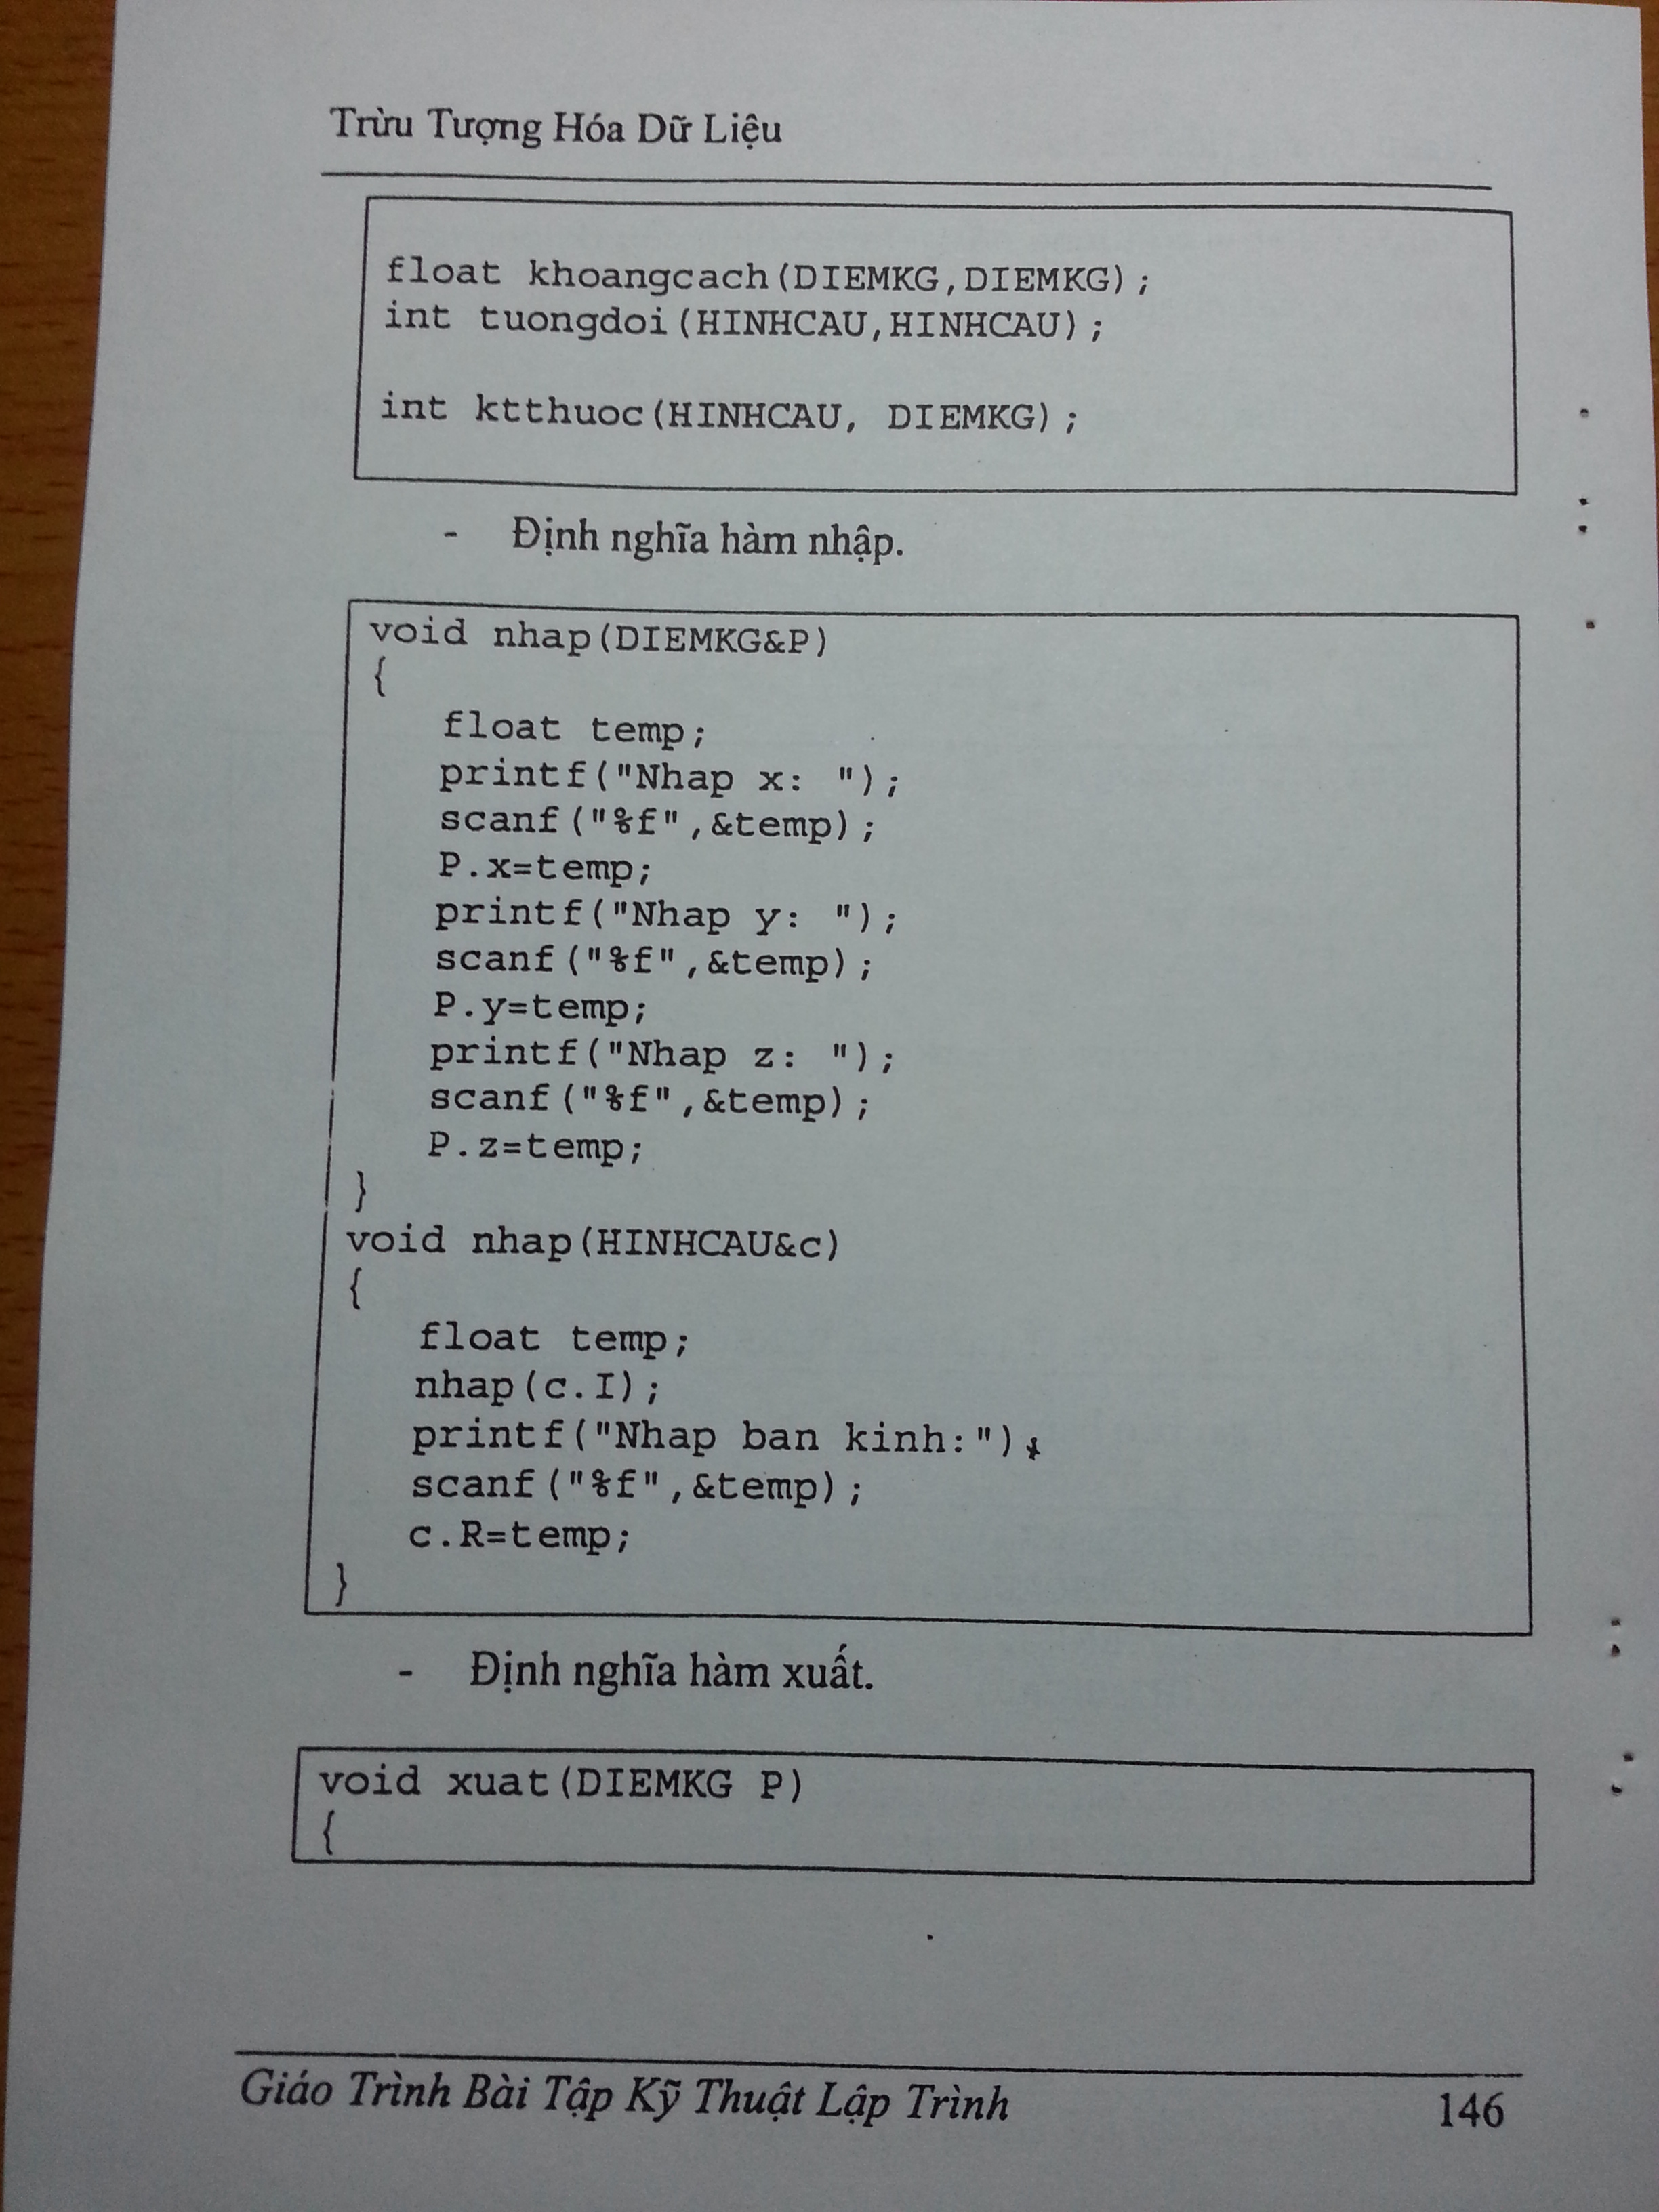 Trừu Tượng Hóa Dữ Liệu
float khoangcach(DIEMKG,DIEMKG);
int tuongdoi(HINHCAU,HINHCAU);
int ktthuoc(HINHCAU, DIEMKG);
- Định nghĩa hàm nhập.
void nhap(DIEMKG&P)
{
float temp;
printf("Nhap x: ");
scanf("%f",&temp);
P.x=temp;
printf("Nhap y: ");
scanf("%f",&temp);
P.y=temp;
printf("Nhap z: ");
scanf("%f",&temp);
P.z=temp;
}
void nhap(HINHCAU&c)
{
float temp;
nhap(c.I);
printf("Nhap ban kinh:");
scanf("%f",&temp);
c.R=temp;
}
- Định nghĩa hàm xuất.
void xuat(DIEMKG P)
{
Giáo Trình Bài Tập Kỹ Thuật Lập Trình 146